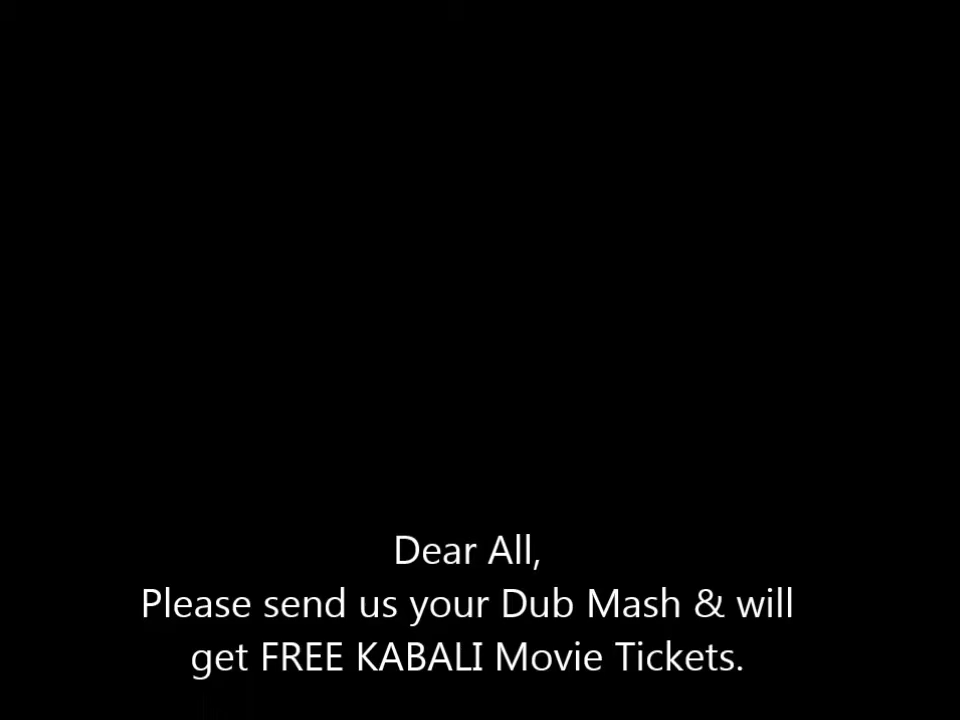 Dear All,
Please send us your Dub Mash & will
get FREE KABALI Movie Tickets.